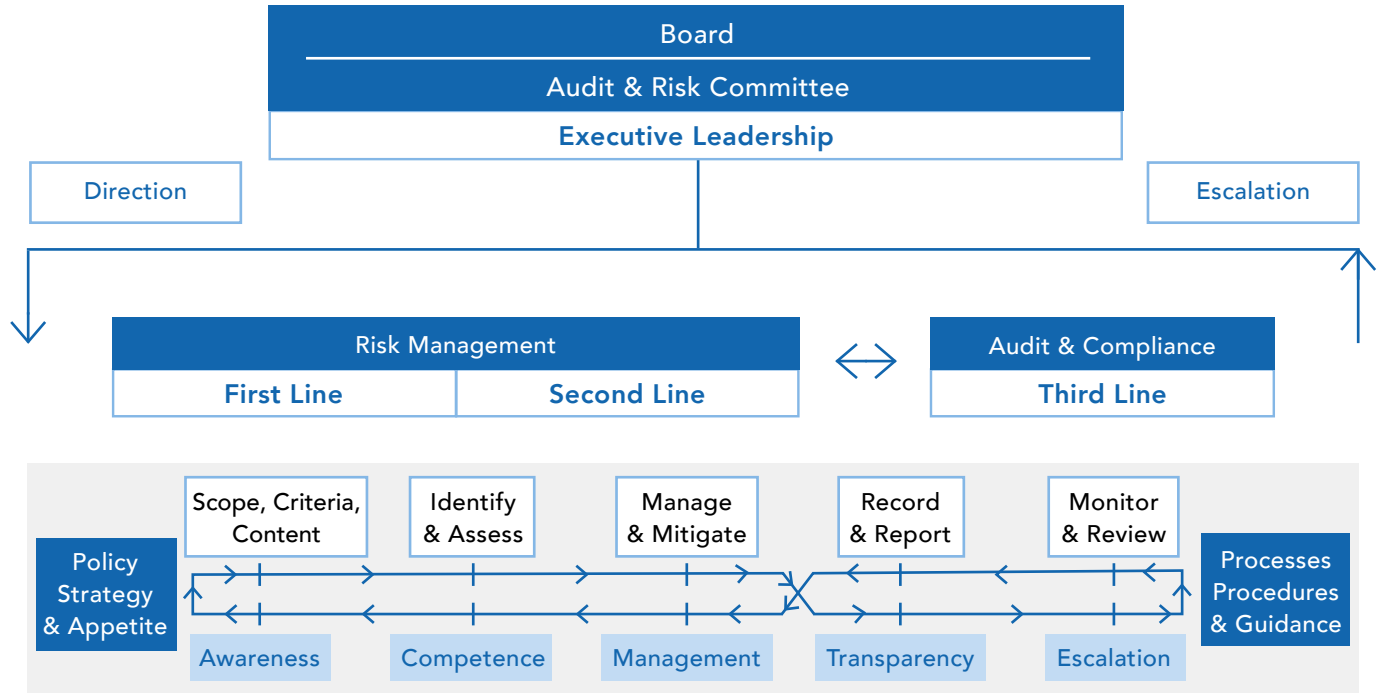 Board
Audit & Risk Committee
Executive Leadership
Direction
Escalation
Risk Management
First Line
Second Line
Audit & Compliance
Third Line
Policy
Strategy
& Appetite
Scope, Criteria,
Content
Identify
& Assess
Manage
& Mitigate
Record
& Report
Monitor
& Review
Processes
Procedures
& Guidance
Awareness
Competence
Management
Transparency
Escalation